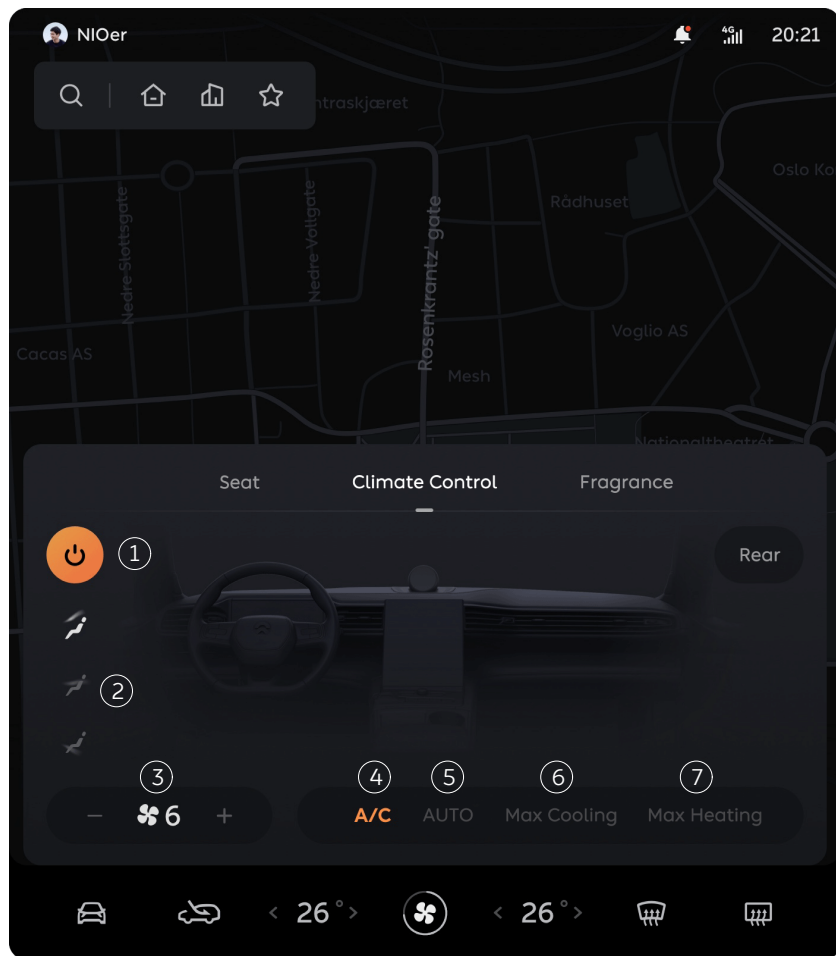 NIOer
4G
20:21
ntraskjæret
Oslo Ko
Rådhuset
Nedre Slottsgate
Nedre Vollgate
Rosenkrantz' gate
Voglio AS
Cacas AS
Mesh
Nationaltheatret
Seat Climate Control Fragrance
1
Rear
2
3 4 5 6 7
− 6 + A/C AUTO Max Cooling Max Heating
< 26° > < 26° >